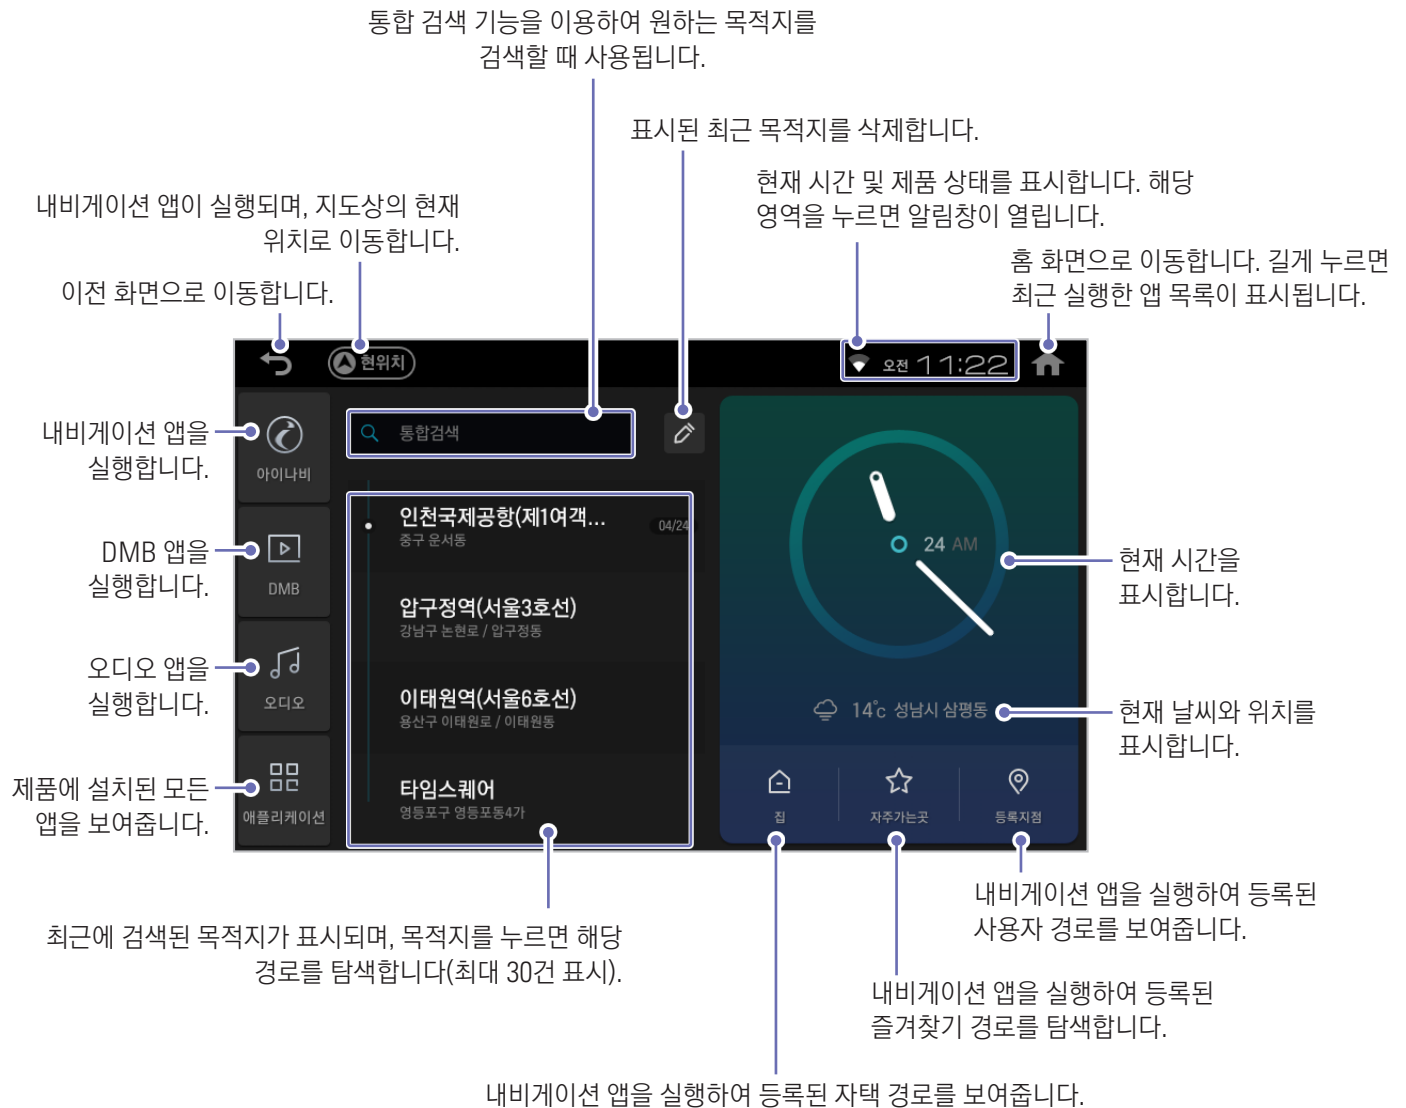 통합 검색 기능을 이용하여 원하는 목적지를
검색할 때 사용됩니다.
표시된 최근 목적지를 삭제합니다.
현재 시간 및 제품 상태를 표시합니다. 해당
영역을 누르면 알림창이 열립니다.
내비게이션 앱이 실행되며, 지도상의 현재
위치로 이동합니다.
홈 화면으로 이동합니다. 길게 누르면
최근 실행한 앱 목록이 표시됩니다.
이전 화면으로 이동합니다.
현위치
오전 11:22
내비게이션 앱을
실행합니다.
아이나비
통합검색
DMB 앱을
실행합니다.
DMB
인천국제공항(제1여객...
04/24
중구 운서동
24 AM
현재 시간을
표시합니다.
압구정역(서울3호선)
강남구 논현로 / 압구정동
오디오 앱을
실행합니다.
오디오
이태원역(서울6호선)
용산구 이태원로 / 이태원동
14°c 성남시 삼평동
현재 날씨와 위치를
표시합니다.
제품에 설치된 모든
앱을 보여줍니다.
애플리케이션
타임스퀘어
영등포구 영등포동4가
집
자주가는곳
등록지점
최근에 검색된 목적지가 표시되며, 목적지를 누르면 해당
경로를 탐색합니다(최대 30건 표시).
내비게이션 앱을 실행하여 등록된
사용자 경로를 보여줍니다.
내비게이션 앱을 실행하여 등록된
즐겨찾기 경로를 탐색합니다.
내비게이션 앱을 실행하여 등록된 자택 경로를 보여줍니다.